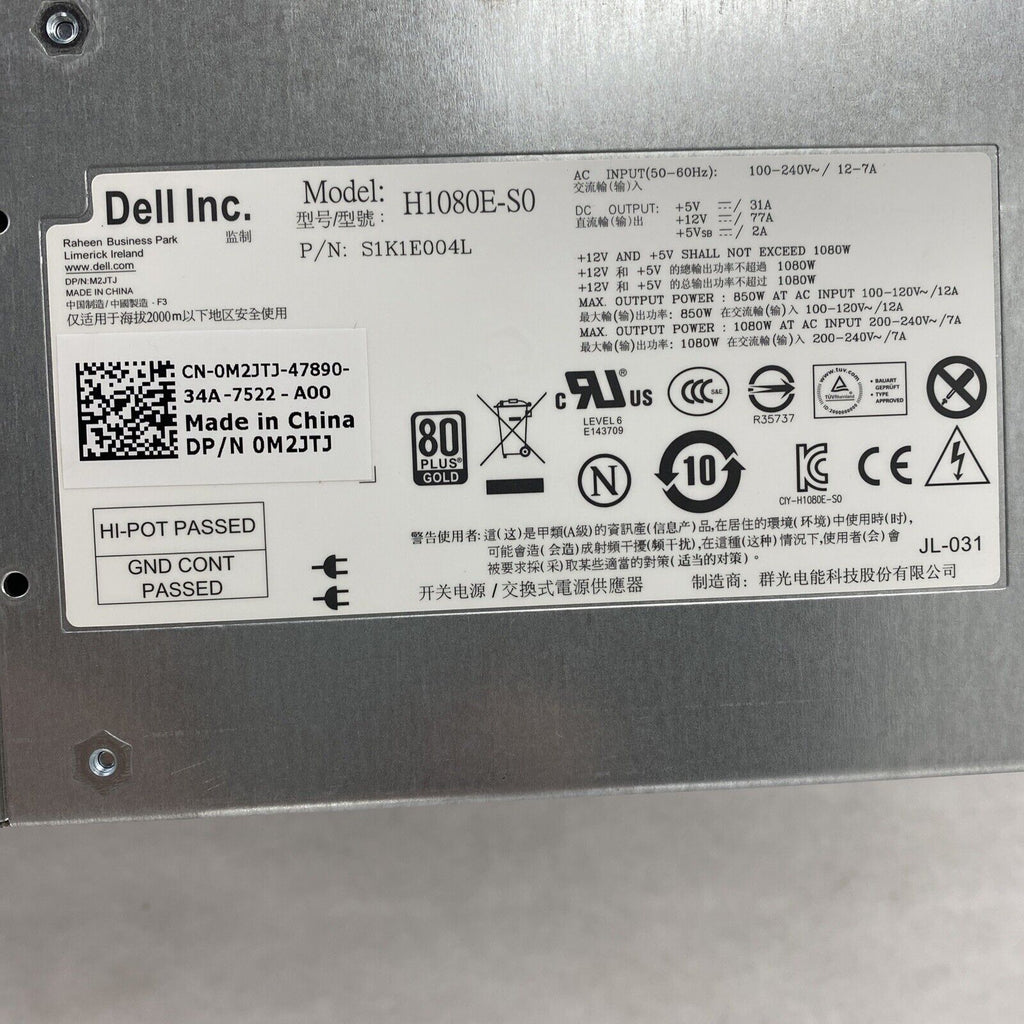 Dell Inc.
监制
Raheen Business Park
Limerick Ireland
www.dell.com
DP/N:M2JTJ
MADE IN CHINA
中国制造/中國製造 - F3
仅适用于海拔2000m以下地区安全使用
Model:
型号/型號: H1080E-S0
P/N: S1K1E004L
AC INPUT(50-60Hz): 100-240V~/ 12-7A
交流輸(输)入
DC OUTPUT: +5V ⎓/ 31A
直流輸(输)出 +12V ⎓/ 77A
+5VSB ⎓/ 2A
+12V AND +5V SHALL NOT EXCEED 1080W
+12V 和 +5V 的總輸出功率不超過 1080W
+12V 和 +5V 的总输出功率不超过 1080W
MAX. OUTPUT POWER : 850W AT AC INPUT 100-120V~/12A
最大輸(输)出功率: 850W 在交流輸(输)入 100-120V~/12A
MAX. OUTPUT POWER : 1080W AT AC INPUT 200-240V~/7A
最大輸(输)出功率: 1080W 在交流輸(输)入 200-240V~/7A
CN-0M2JTJ-47890-
34A-7522-A00
Made in China
DP/N 0M2JTJ
80
PLUS®
GOLD
c RU ® US
LEVEL 6
E143709
CCC S&E
R35737
www.tuv.com
TÜVRheinland
ID 2000000000
• BAUART
GEPRÜFT
• TYPE
APPROVED
N
10
KC
CIY-H1080E-S0
CE
HI-POT PASSED
GND CONT
PASSED
警告使用者: 這(这)是甲類(A級)的資訊產(信息产)品,在居住的環境(环境)中使用時(时),
可能會造(会造)成射頻干擾(频干扰),在這種(这种)情況下,使用者(会)會
被要求採(采)取某些適當的對策(适当的对策)。
JL-031
开关电源/交換式電源供應器 制造商: 群光电能科技股份有限公司